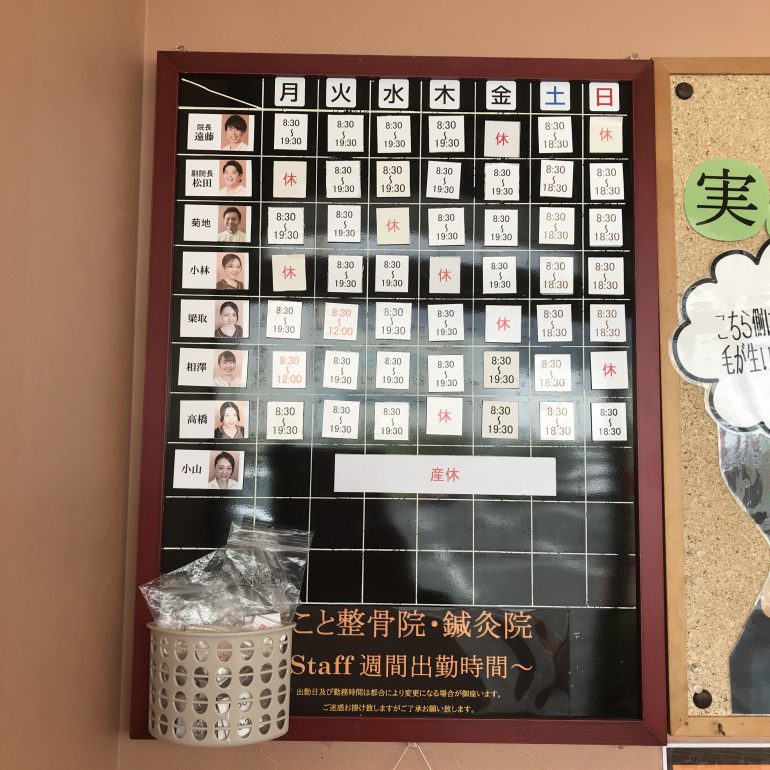 月 火 水 木 金 土 日
院長
遠藤 8:30～19:30 8:30～19:30 8:30～19:30 8:30～19:30 休 8:30～18:30 休
副院長
松田 休 8:30～19:30 8:30～19:30 8:30～19:30 8:30～19:30 8:30～18:30 8:30～18:30
菊地 8:30～19:30 8:30～19:30 休 8:30～19:30 8:30～19:30 8:30～18:30 8:30～18:30
小林 休 8:30～19:30 8:30～19:30 休 8:30～19:30 8:30～18:30 8:30～18:30
梁取 8:30～19:30 8:30～12:00 8:30～19:30 8:30～19:30 休 8:30～18:30 8:30～18:30
相澤 8:30～12:00 8:30～19:30 8:30～19:30 8:30～19:30 8:30～19:30 8:30～18:30 休
高橋 8:30～19:30 8:30～19:30 8:30～19:30 休 8:30～19:30 8:30～18:30 8:30～18:30
小山 産休
こと整骨院・鍼灸院
Staff 週間出勤時間～
出勤日及び勤務時間は都合により変更になる場合が御座います。
ご迷惑お掛け致しますがご了承お願い致します。
実
こちら側に
毛が生い